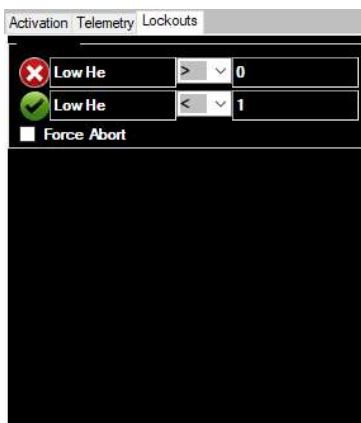 Activation Telemetry Lockouts
Low He > 0
Low He < 1
Force Abort